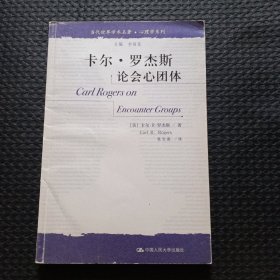 当代世界学术名著·心理学系列
卡尔·罗杰斯
论会心团体
Carl Rogers on
Encounter Groups
[美] 卡尔·R·罗杰斯 / 著
Carl R. Rogers
中国人民大学出版社